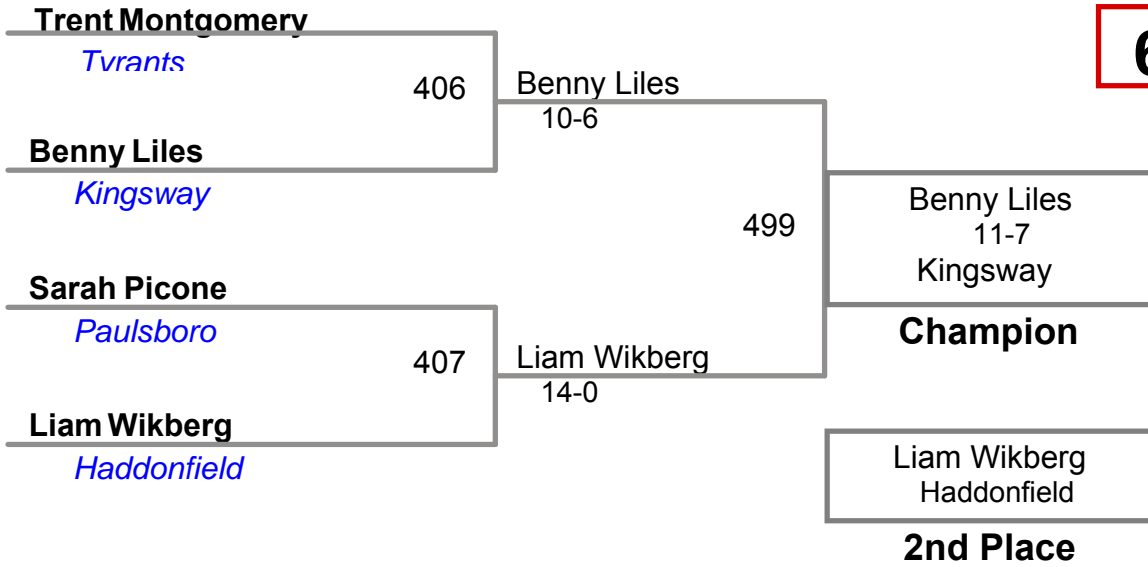 Trent Montgomery
Tyrants
6
406
Benny Liles
10-6
Benny Liles
Kingsway
499
Benny Liles
11-7
Kingsway
Champion
Sarah Picone
Paulsboro
407
Liam Wikberg
14-0
Liam Wikberg
Haddonfield
Liam Wikberg
Haddonfield
2nd Place